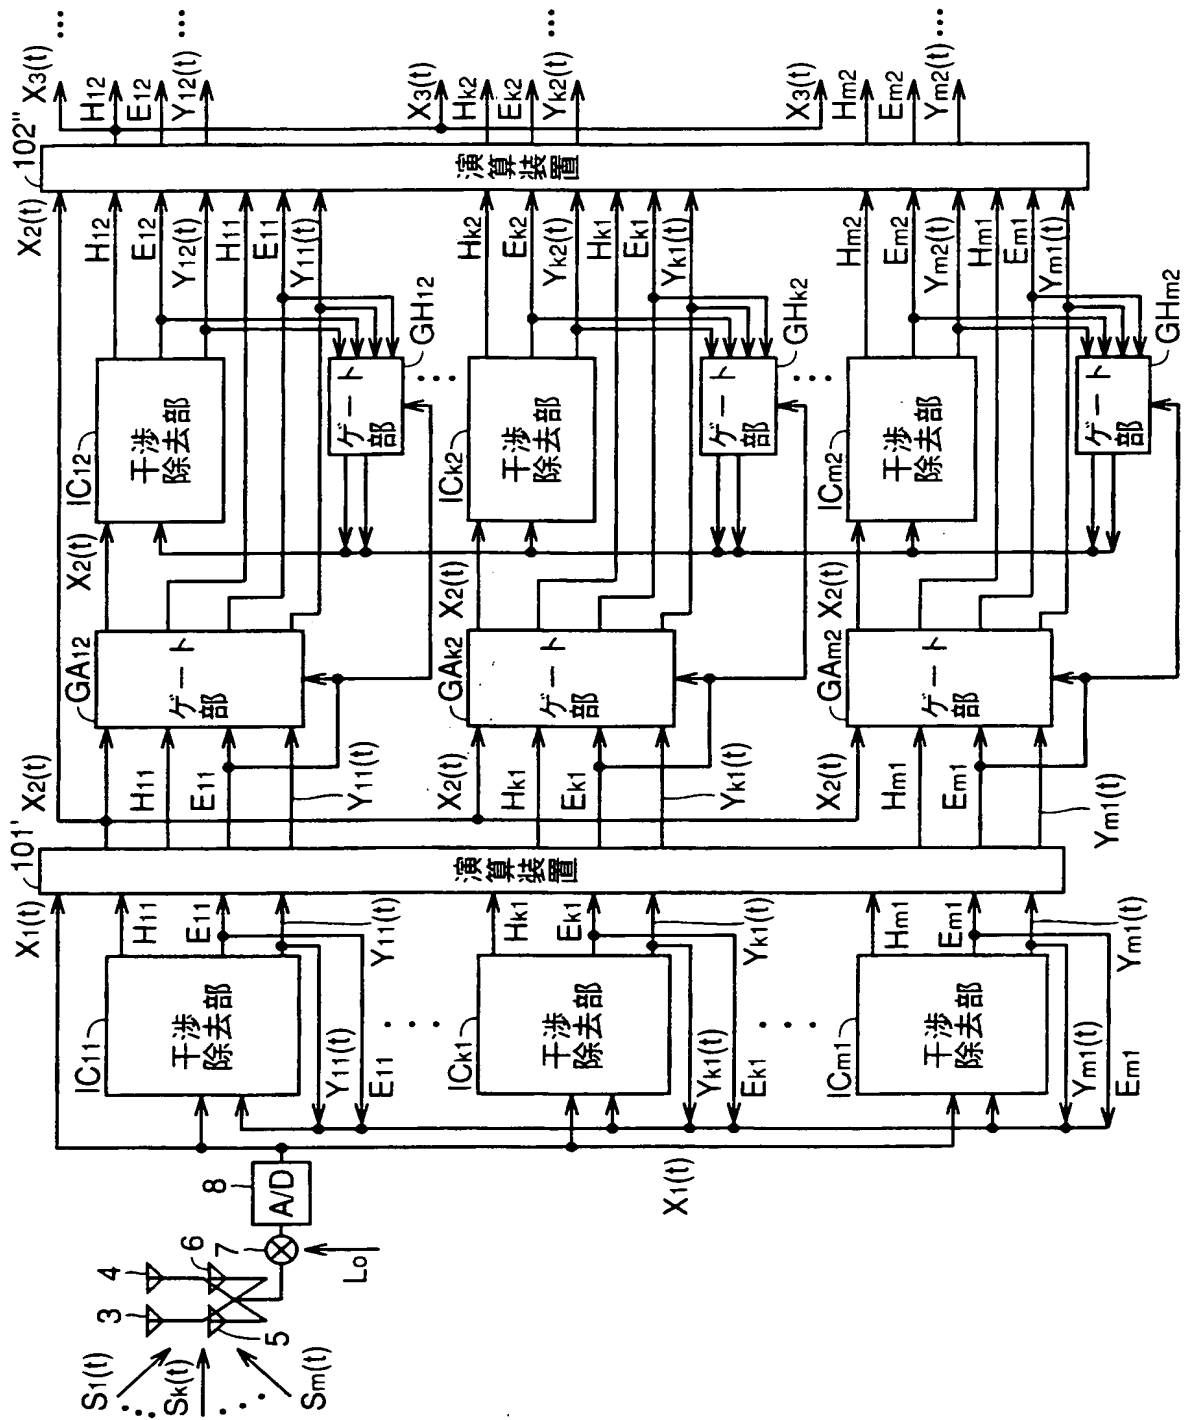 S1(t)
Sk(t)
Sm(t)
3
4
5
6
7
8
Lo
A/D
X1(t)
X1(t)
IC11
干渉
除去部
H11
E11
Y11(t)
Y11(t)
E11
ICk1
干渉
除去部
Hk1
Ek1
Yk1(t)
Yk1(t)
Ek1
ICm1
干渉
除去部
Hm1
Em1
Ym1(t)
Ym1(t)
Em1
101'
演算装置
X2(t)
H11
E11
Y11(t)
X2(t)
Hk1
Ek1
Yk1(t)
X2(t)
Hm1
Em1
Ym1(t)
GA12
ゲート
部
GAk2
ゲート
部
GAm2
ゲート
部
X2(t)
X2(t)
X2(t)
IC12
干渉
除去部
ICk2
干渉
除去部
ICm2
干渉
除去部
ゲート
部
GH12
ゲート
部
GHk2
ゲート
部
GHm2
X2(t)
H12
E12
Y12(t)
H11
E11
Y11(t)
Hk2
Ek2
Yk2(t)
Hk1
Ek1
Yk1(t)
Hm2
Em2
Ym2(t)
Hm1
Em1
Ym1(t)
102"
演算装置
X3(t) ...
H12
E12
Y12(t) ...
X3(t)
Hk2
Ek2
Yk2(t) ...
X3(t)
Hm2
Em2
Ym2(t) ...